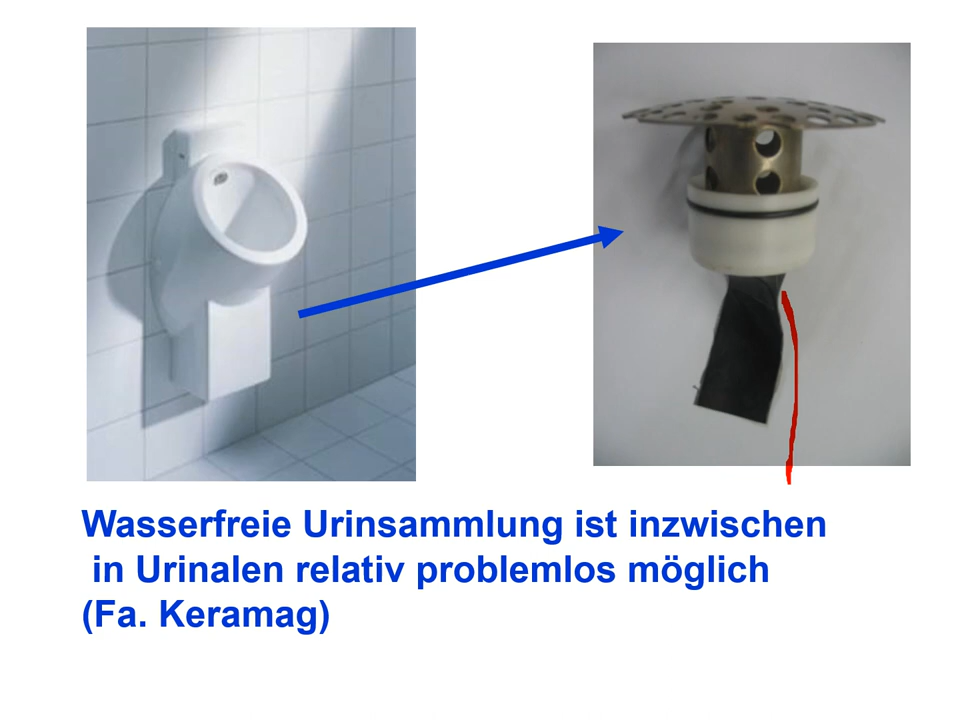 Wasserfreie Urinsammlung ist inzwischen
in Urinalen relativ problemlos möglich
(Fa. Keramag)